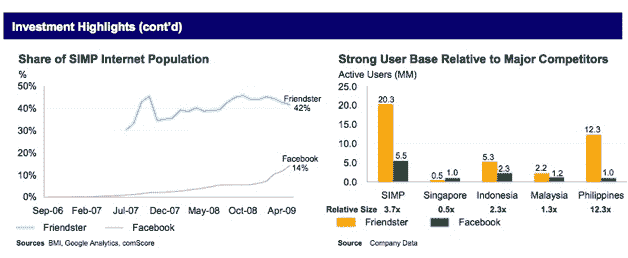 Investment Highlights (cont'd)
Share of SIMP Internet Population
%
50%
40%
30%
20%
10%
0%
Friendster
42%
Facebook
14%
Sep-06 Feb-07 Jul-07 Dec-07 May-08 Oct-08 Apr-09
Friendster Facebook
Sources BMI, Google Analytics, comScore
Strong User Base Relative to Major Competitors
Active Users (MM)
25.0
20.0
15.0
10.0
5.0
0.0
20.3 5.5 0.5 1.0 5.3 2.3 2.2 1.2 12.3 1.0
SIMP Singapore Indonesia Malaysia Philippines
Relative Size 3.7x 0.5x 2.3x 1.3x 12.3x
Friendster Facebook
Source Company Data